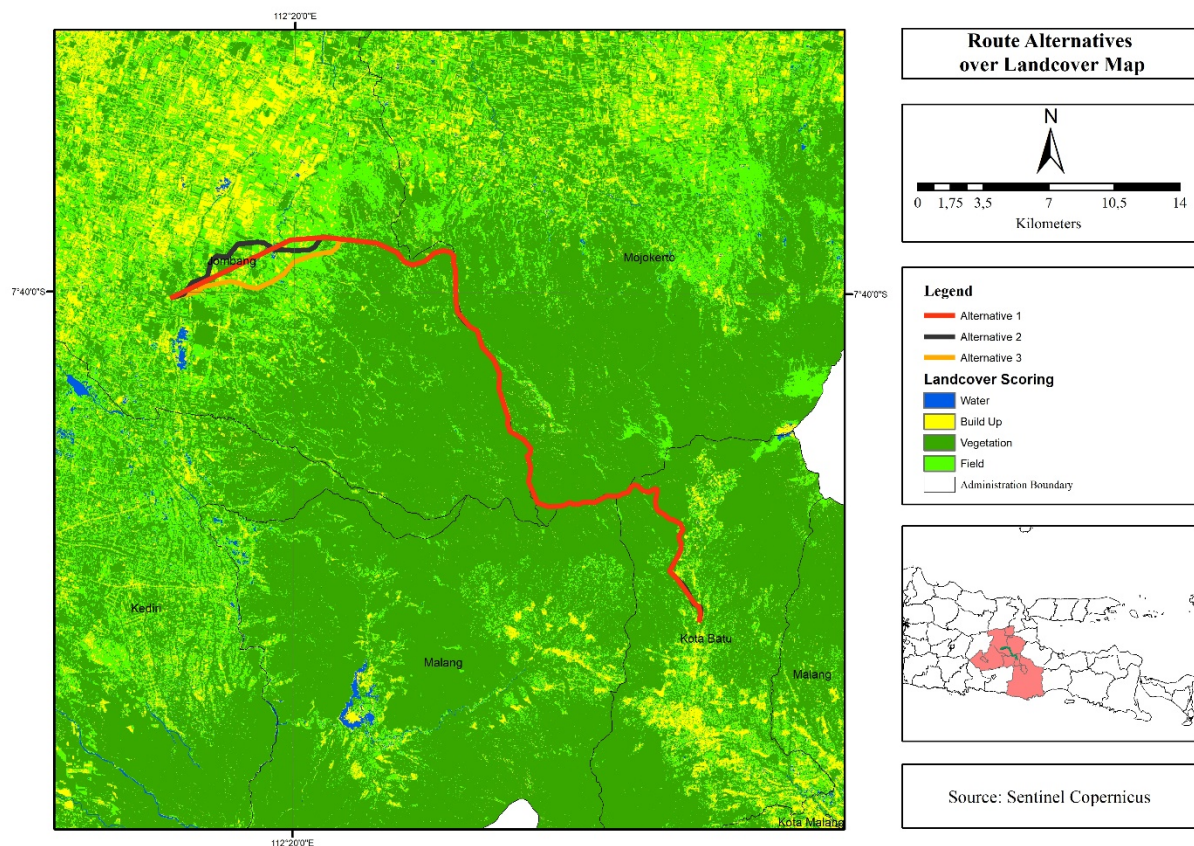 112°20'0"E
Route Alternatives
over Landcover Map
N
0 1,75 3,5 7 10,5 14
Kilometers
Jombang
Mojokerto
7°40'0"S
7°40'0"S
Legend
Alternative 1
Alternative 2
Alternative 3
Landcover Scoring
Water
Build Up
Vegetation
Field
Administration Boundary
Kediri
Kota Batu
Malang
Malang
Source: Sentinel Copernicus
Kota Malang
112°20'0"E